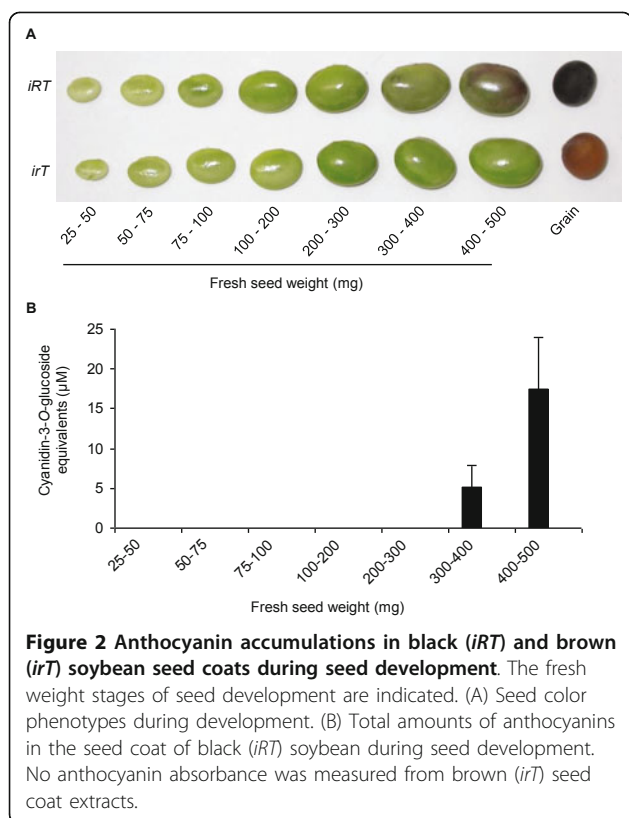 A
iRT
irT
25 - 50
50 - 75
75 - 100
100 - 200
200 - 300
300 - 400
400 - 500
Grain
Fresh seed weight (mg)
B
Cyanidin-3-O-glucoside
equivalents (µM)
25
20
15
10
5
0
25-50
50-75
75-100
100-200
200-300
300-400
400-500
Fresh seed weight (mg)
Figure 2 Anthocyanin accumulations in black (iRT) and brown
(irT) soybean seed coats during seed development. The fresh
weight stages of seed development are indicated. (A) Seed color
phenotypes during development. (B) Total amounts of anthocyanins
in the seed coat of black (iRT) soybean during seed development.
No anthocyanin absorbance was measured from brown (irT) seed
coat extracts.